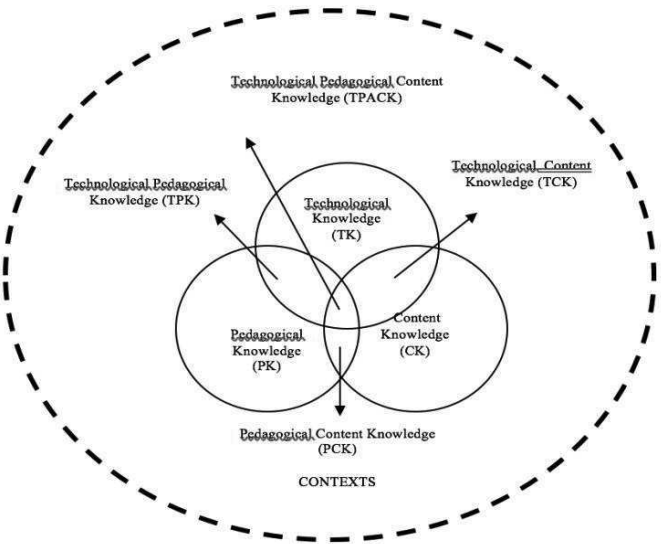 Technological Pedagogical Content
Knowledge (TPACK)
Technological Content
Knowledge (TCK)
Technological Pedagogical
Knowledge (TPK)
Technological
Knowledge
(TK)
Content
Knowledge
(CK)
Pedagogical
Knowledge
(PK)
Pedagogical Content Knowledge
(PCK)
CONTEXTS